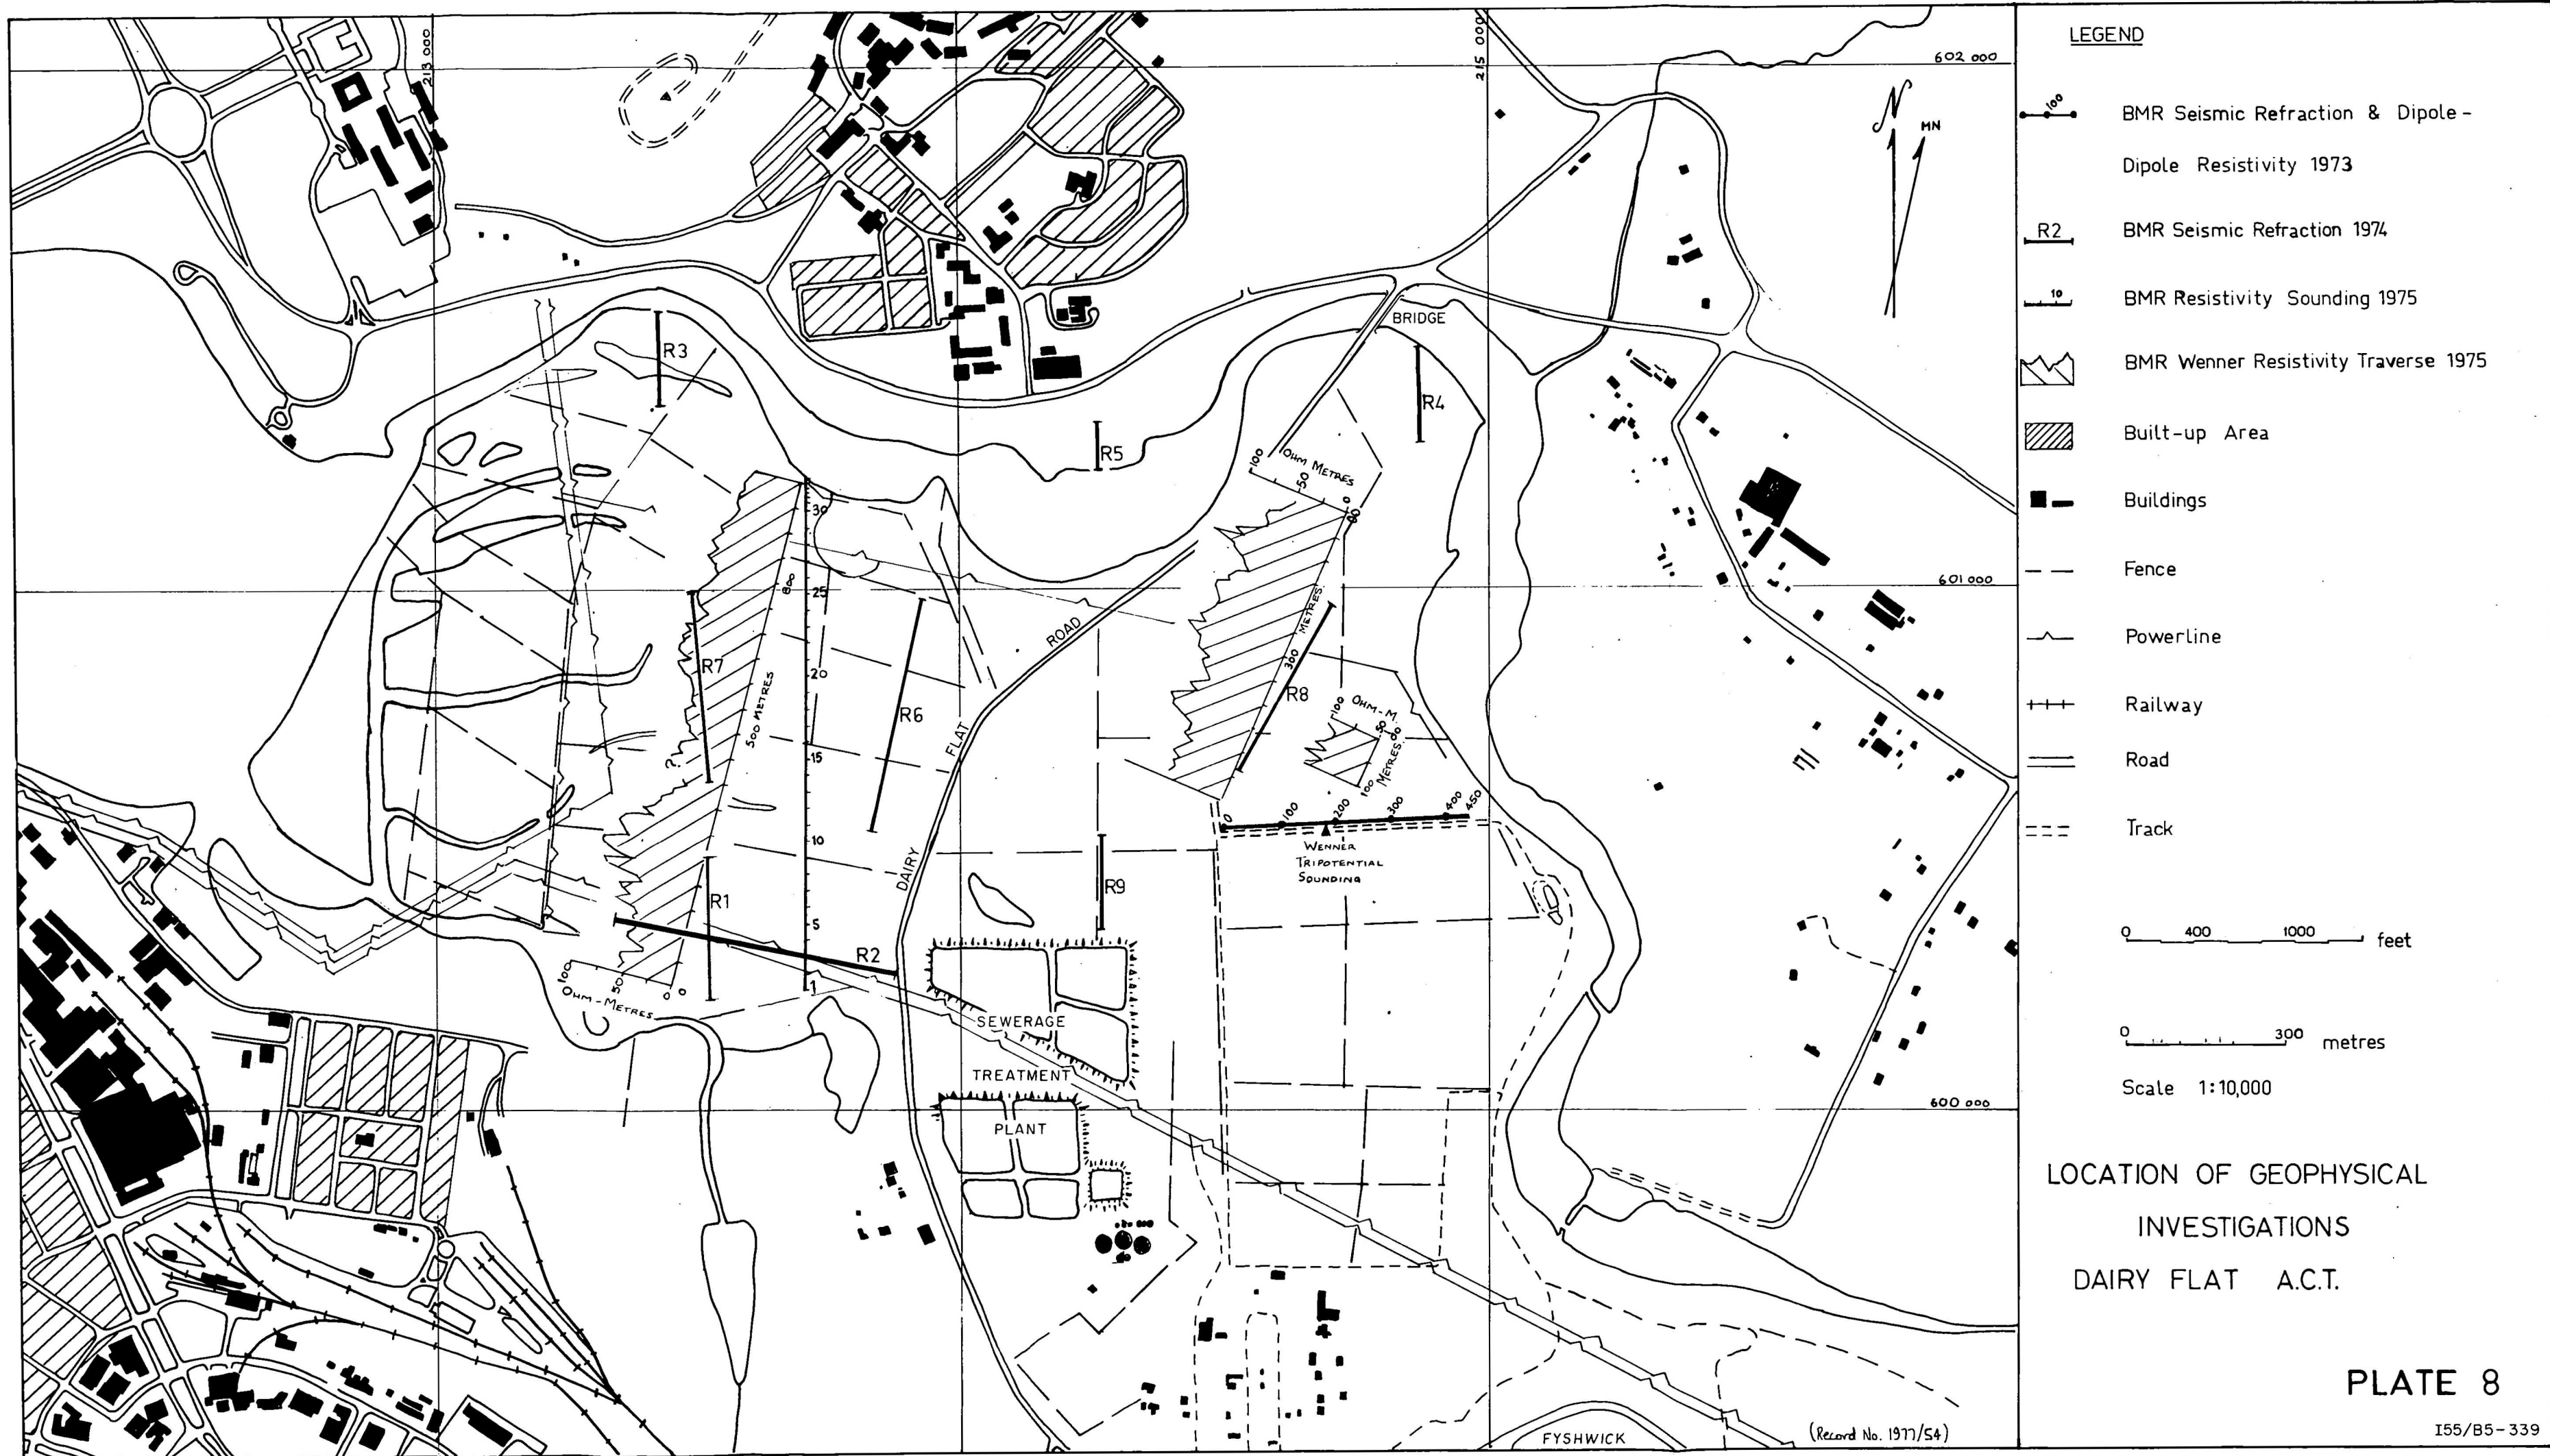 213 000
215 000
602 000
N
MN
BRIDGE
R3
R4
R5
100
OHM METRES
50
0
00
30
601 000
800
25
METRES
ROAD
R7
20
300
R8
R6
500 METRES
100
OHM-M.
50
00
FLAT
METRES
100
?
15
10
0
100
200
300
400
450
WENNER
TRIPOTENTIAL
SOUNDING
DAIRY
R9
R1
5
R2
1
100
50
0 0
OHM-METRES
SEWERAGE
TREATMENT
PLANT
600 000
FYSHWICK
(Record No. 1977/54)
LEGEND
100
BMR Seismic Refraction & Dipole-
Dipole Resistivity 1973
R2
BMR Seismic Refraction 1974
10
BMR Resistivity Sounding 1975
BMR Wenner Resistivity Traverse 1975
Built-up Area
Buildings
Fence
Powerline
Railway
Road
Track
0 400 1000 feet
0 300 metres
Scale 1:10,000
LOCATION OF GEOPHYSICAL
INVESTIGATIONS
DAIRY FLAT A.C.T.
PLATE 8
I55/B5-339